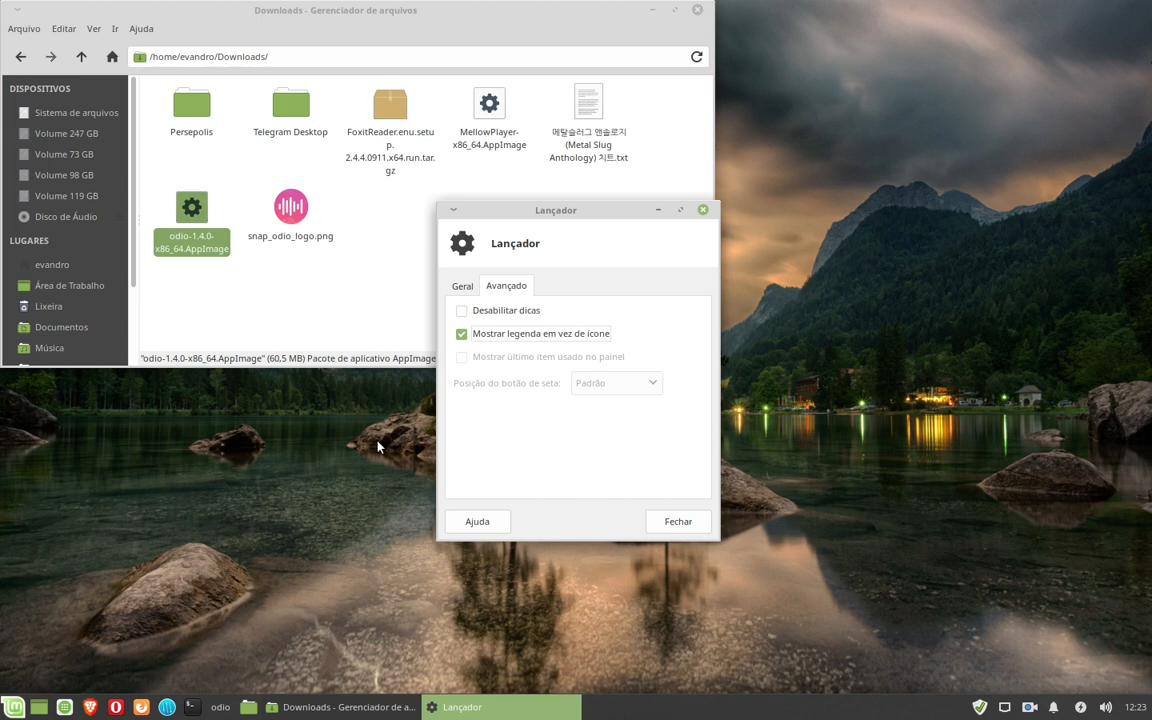 Downloads - Gerenciador de arquivos
Arquivo Editar Ver Ir Ajuda
/home/evandro/Downloads/
DISPOSITIVOS
Sistema de arquivos
Volume 247 GB
Volume 73 GB
Volume 98 GB
Volume 119 GB
Disco de Áudio
LUGARES
evandro
Área de Trabalho
Lixeira
Documentos
Música
Persepolis
Telegram Desktop
FoxitReader.enu.setu
p.
2.4.4.0911.x64.run.tar.
gz
MellowPlayer-
x86_64.AppImage
메탈슬러그 앤솔로지
(Metal Slug
Anthology) 치트.txt
odio-1.4.0-
x86_64.AppImage
snap_odio_logo.png
"odio-1.4.0-x86_64.AppImage" (60,5 MB) Pacote de aplicativo AppImage
Lançador
Lançador
Geral Avançado
Desabilitar dicas
Mostrar legenda em vez de ícone
Mostrar último item usado no painel
Posição do botão de seta: Padrão
Ajuda Fechar
odio Downloads - Gerenciador de a... Lançador 12:23